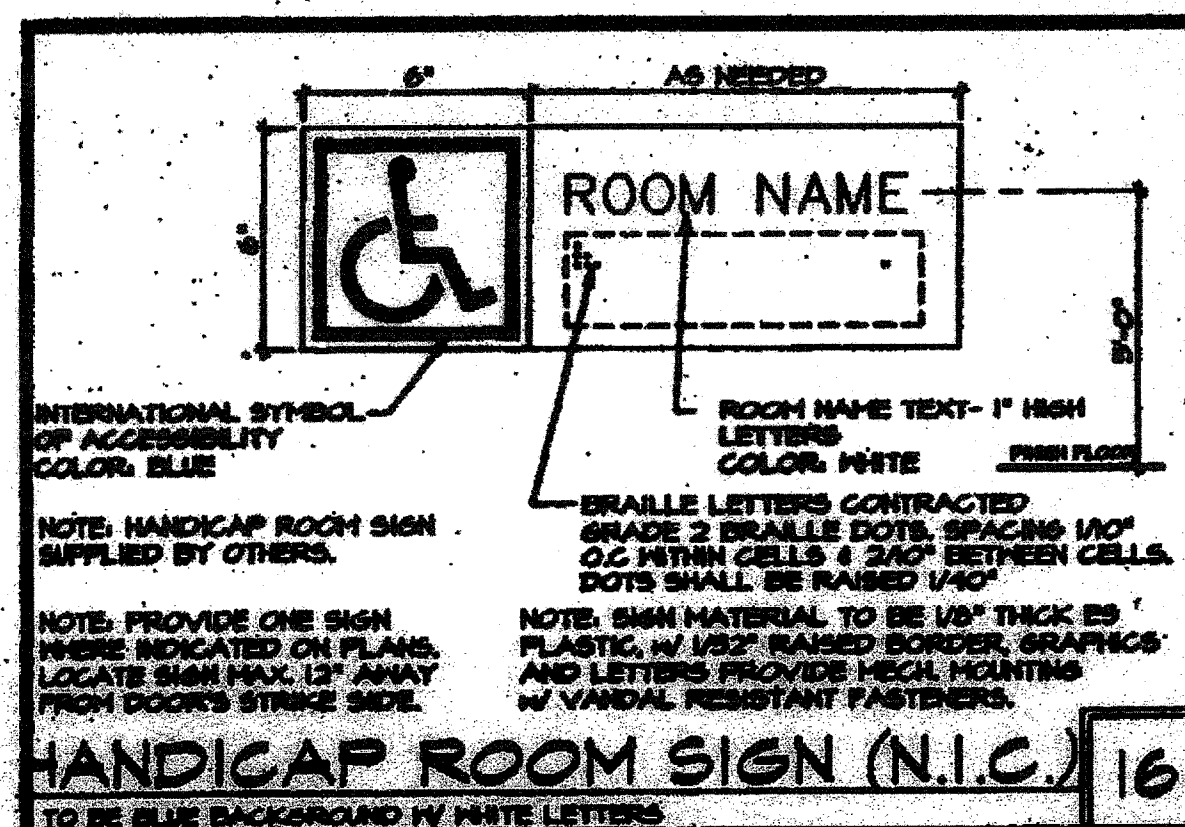 6"
AS NEEDED
6"
ROOM NAME
5'-0"
INTERNATIONAL SYMBOL
OF ACCESSIBILITY
COLOR: BLUE
ROOM NAME TEXT- 1" HIGH
LETTERS
COLOR: WHITE
FINISH FLOOR
BRAILLE LETTERS CONTRACTED
GRADE 2 BRAILLE DOTS. SPACING 1/10"
O.C WITHIN CELLS & 2/10" BETWEEN CELLS.
DOTS SHALL BE RAISED 1/40"
NOTE: HANDICAP ROOM SIGN
SUPPLIED BY OTHERS.
NOTE: PROVIDE ONE SIGN
WHERE INDICATED ON PLANS.
LOCATE SIGN MAX. 12" AWAY
FROM DOOR'S STRIKE SIDE.
NOTE: SIGN MATERIAL TO BE 1/8" THICK ES
PLASTIC, W/ 1/32" RAISED BORDER, GRAPHICS
AND LETTERS PROVIDE MECH. MOUNTING
W/ VANDAL RESISTANT FASTENERS.
HANDICAP ROOM SIGN (N.I.C.)
16
TO BE BLUE BACKGROUND W/ WHITE LETTERS